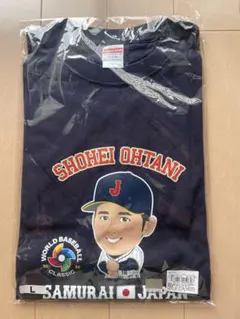 SHOHEI OHTANI
J
WORLD BASEBALL
CLASSIC
L
SAMURAI JAPAN